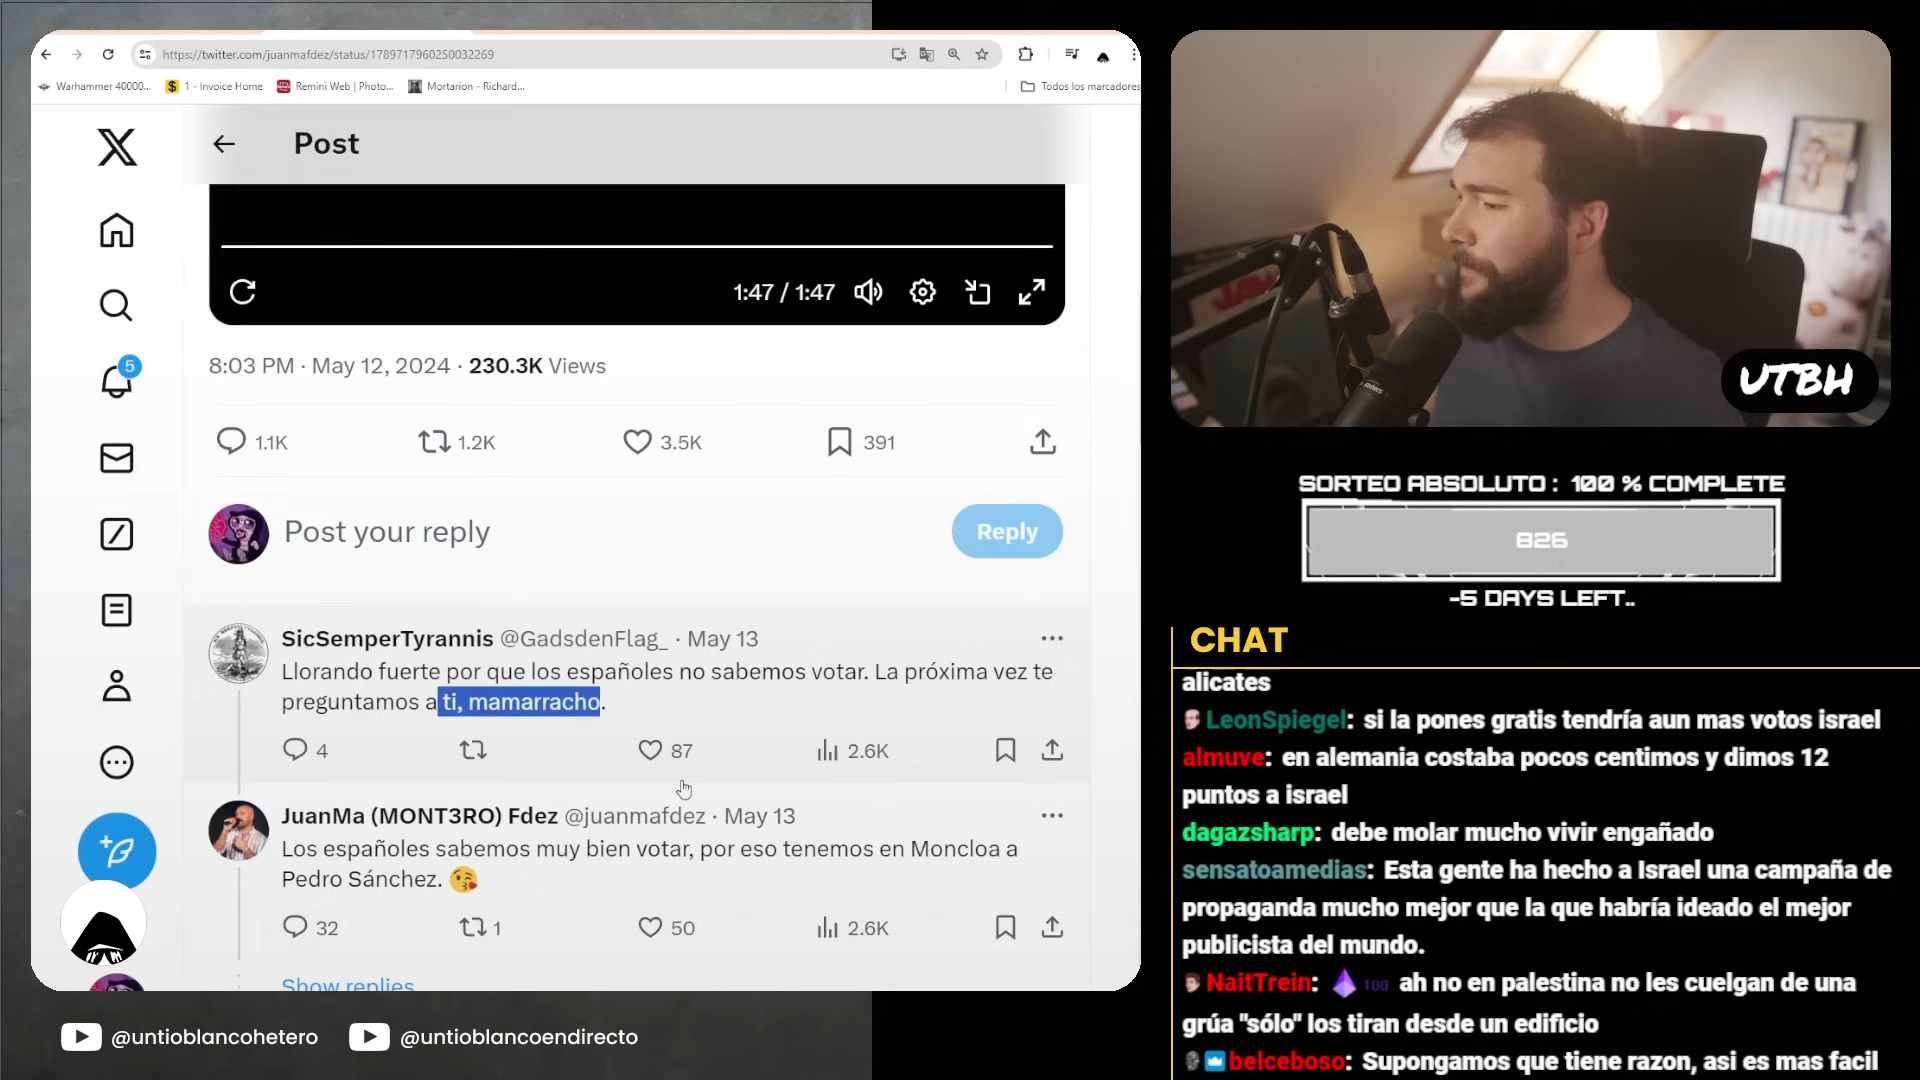 https://twitter.com/juanmafdez/status/1789717960250032269
Warhammer 40000...
1 - Invoice Home
Remini Web | Photo...
Mortarion - Richard...
Todos los marcadores
Post
1:47 / 1:47
8:03 PM · May 12, 2024 · 230.3K Views
1.1K
1.2K
3.5K
391
5
Post your reply
Reply
SicSemperTyrannis @GadsdenFlag_ · May 13
Llorando fuerte por que los españoles no sabemos votar. La próxima vez te
preguntamos a ti, mamarracho.
4
87
2.6K
JuanMa (MONT3RO) Fdez @juanmafdez · May 13
Los españoles sabemos muy bien votar, por eso tenemos en Moncloa a
Pedro Sánchez. 😘
32
1
50
2.6K
Show replies
@untioblancohetero
@untioblancoendirecto
UTBH
SORTEO ABSOLUTO : 100 % COMPLETE
826
-5 DAYS LEFT..
CHAT
alicates
LeonSpiegel: si la pones gratis tendría aun mas votos israel
almuve: en alemania costaba pocos centimos y dimos 12
puntos a israel
dagazsharp: debe molar mucho vivir engañado
sensatoamedias: Esta gente ha hecho a Israel una campaña de
propaganda mucho mejor que la que habría ideado el mejor
publicista del mundo.
NaitTrein: 100 ah no en palestina no les cuelgan de una
grúa "sólo" los tiran desde un edificio
belceboso: Supongamos que tiene razon, asi es mas facil